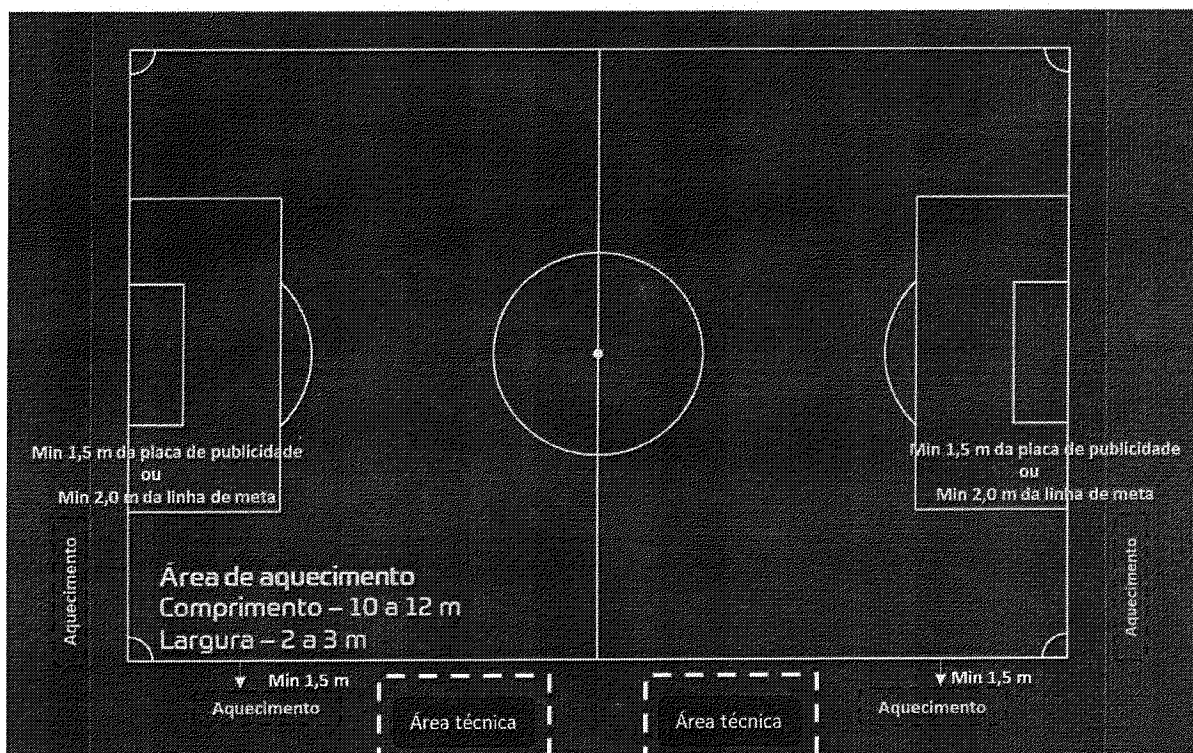 Min 1,5 m da placa de publicidade
ou
Min 2,0 m da linha de meta
Min 1,5 m da placa de publicidade
ou
Min 2,0 m da linha de meta
Aquecimento
Aquecimento
Área de aquecimento
Comprimento – 10 a 12 m
Largura – 2 a 3 m
Min 1,5 m
Aquecimento
Área técnica
Área técnica
Min 1,5 m
Aquecimento